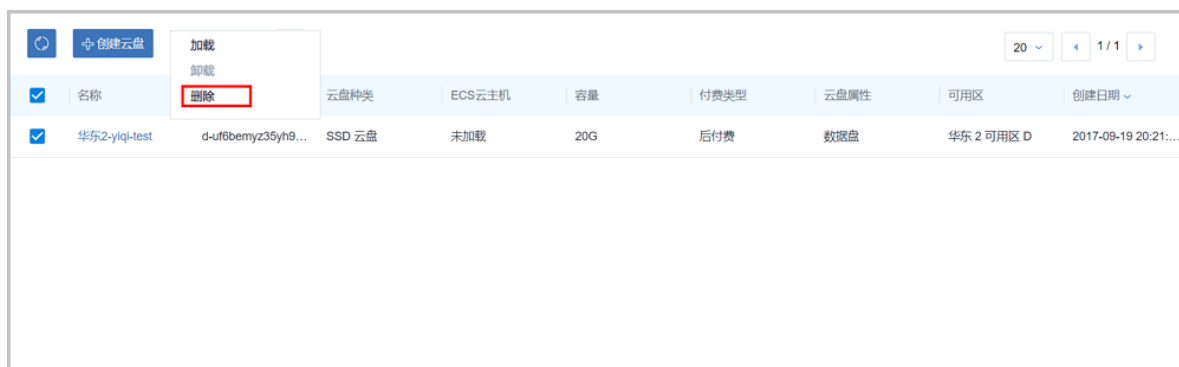 创建云盘
加载
卸载
删除
20
1 / 1
名称 云盘种类 ECS云主机 容量 付费类型 云盘属性 可用区 创建日期
华东2-yiqi-test d-uf6bemyz35yh9... SSD 云盘 未加载 20G 后付费 数据盘 华东 2 可用区 D 2017-09-19 20:21:...